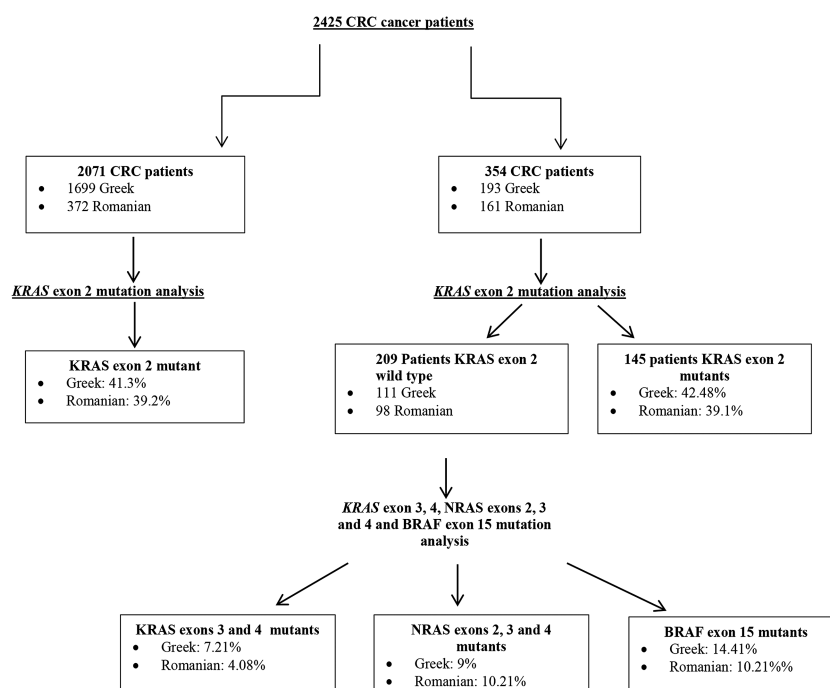 2425 CRC cancer patients
2071 CRC patients
• 1699 Greek
• 372 Romanian
354 CRC patients
• 193 Greek
• 161 Romanian
KRAS exon 2 mutation analysis
KRAS exon 2 mutation analysis
KRAS exon 2 mutant
• Greek: 41.3%
• Romanian: 39.2%
209 Patients KRAS exon 2
wild type
• 111 Greek
• 98 Romanian
145 patients KRAS exon 2
mutants
• Greek: 42.48%
• Romanian: 39.1%
KRAS exon 3, 4, NRAS exons 2, 3
and 4 and BRAF exon 15 mutation
analysis
KRAS exons 3 and 4 mutants
• Greek: 7.21%
• Romanian: 4.08%
NRAS exons 2, 3 and 4
mutants
• Greek: 9%
• Romanian: 10.21%
BRAF exon 15 mutants
• Greek: 14.41%
• Romanian: 10.21%%